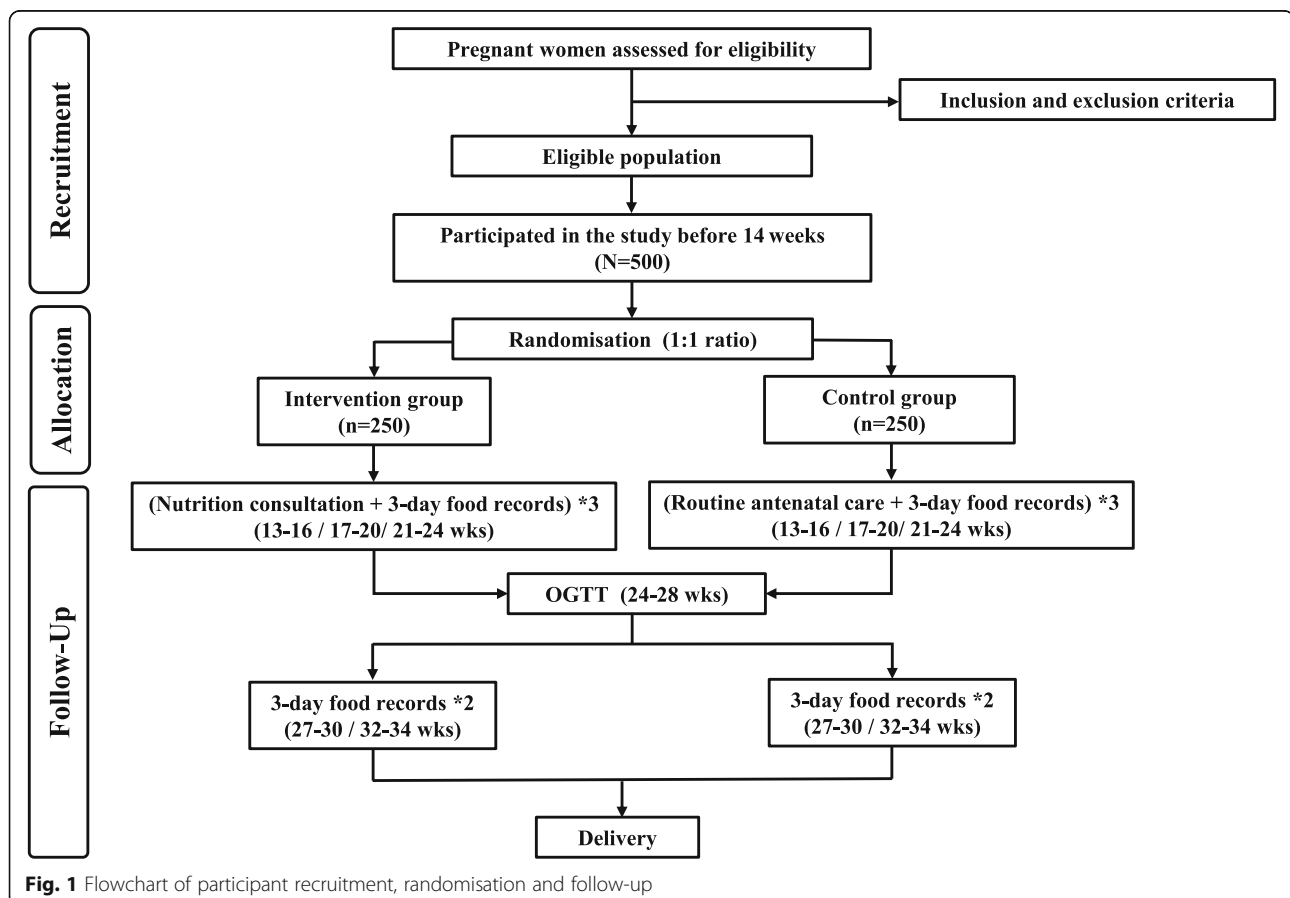 Recruitment
Pregnant women assessed for eligibility
Inclusion and exclusion criteria
Eligible population
Participated in the study before 14 weeks
(N=500)
Allocation
Randomisation (1:1 ratio)
Intervention group
(n=250)
Control group
(n=250)
Follow-Up
(Nutrition consultation + 3-day food records) *3
(13-16 / 17-20/ 21-24 wks)
(Routine antenatal care + 3-day food records) *3
(13-16 / 17-20/ 21-24 wks)
OGTT (24-28 wks)
3-day food records *2
(27-30 / 32-34 wks)
3-day food records *2
(27-30 / 32-34 wks)
Delivery
Fig. 1 Flowchart of participant recruitment, randomisation and follow-up